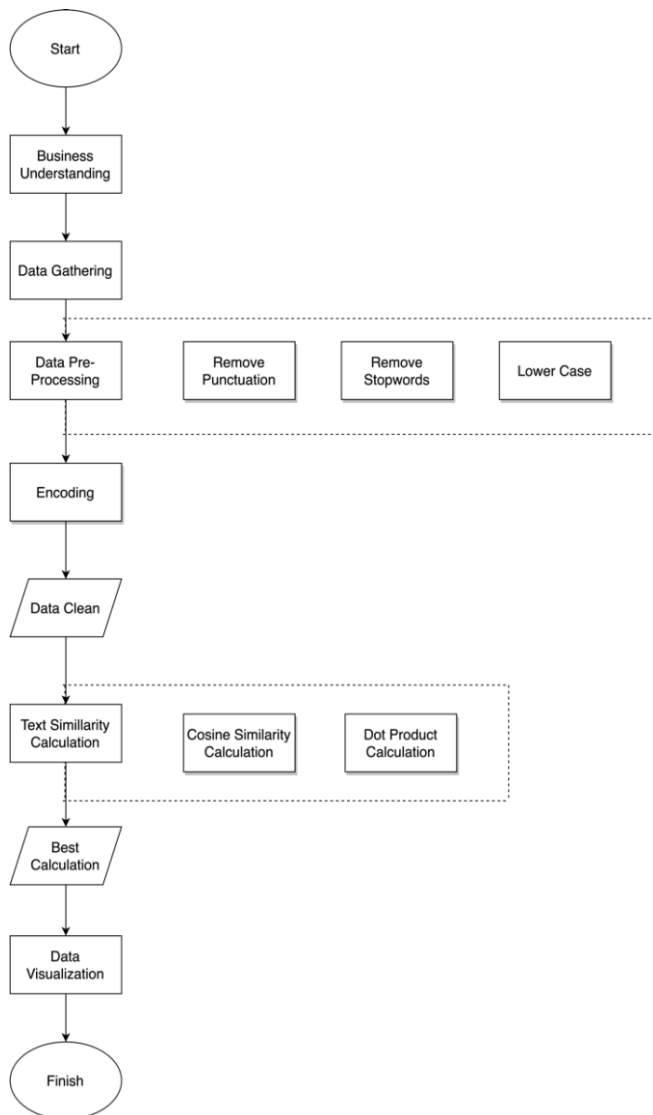 Start
Business
Understanding
Data Gathering
Data Pre-
Processing
Remove
Punctuation
Remove
Stopwords
Lower Case
Encoding
Data Clean
Text Simillarity
Calculation
Cosine Similarity
Calculation
Dot Product
Calculation
Best
Calculation
Data
Visualization
Finish